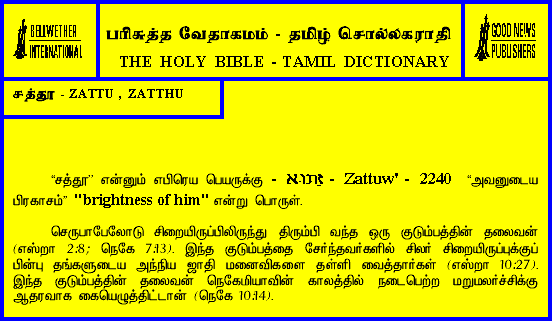 BELLWETHER
INTERNATIONAL
பரிசுத்த வேதாகமம் - தமிழ் சொல்லகராதி
THE HOLY BIBLE - TAMIL DICTIONARY
GOOD NEWS
PUBLISHERS
சத்தூ - ZATTU , ZATTHU
“சத்தூ” என்னும் எபிரெய பெயருக்கு - זתוא - Zattuw' - 2240 “அவனுடைய
பிரகாசம்” "brightness of him" என்று பொருள்.
செருபாபேலோடு சிறையிருப்பிலிருந்து திரும்பி வந்த ஒரு குடும்பத்தின் தலைவன்
(எஸ்றா 2:8; நெகே 7:13). இந்த குடும்பத்தை சேர்ந்தவர்களில் சிலர் சிறையிருப்புக்குப்
பின்பு தங்களுடைய அந்நிய ஜாதி மனைவிகளை தள்ளி வைத்தார்கள் (எஸ்றா 10:27).
இந்த குடும்பத்தின் தலைவன் நெகேமியாவின் காலத்தில் நடைபெற்ற மறுமலர்ச்சிக்கு
ஆதரவாக கையெழுத்திட்டான் (நெகே 10:14).